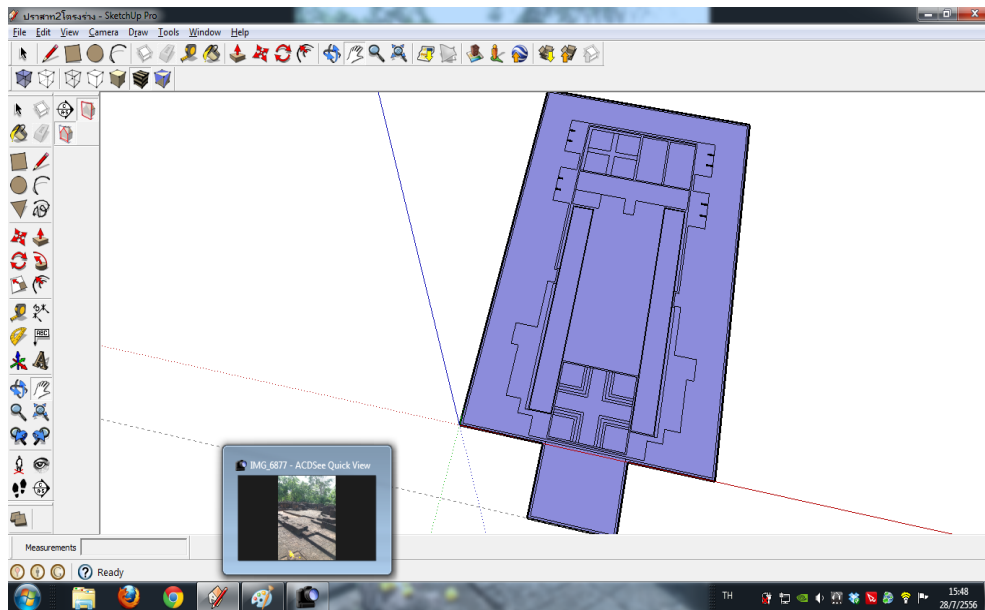 ปราสาท2โครงร่าง - SketchUp Pro
File Edit View Camera Draw Tools Window Help
ABC
IMG_6877 - ACDSee Quick View
Measurements
Ready
TH
15:48
28/7/2556